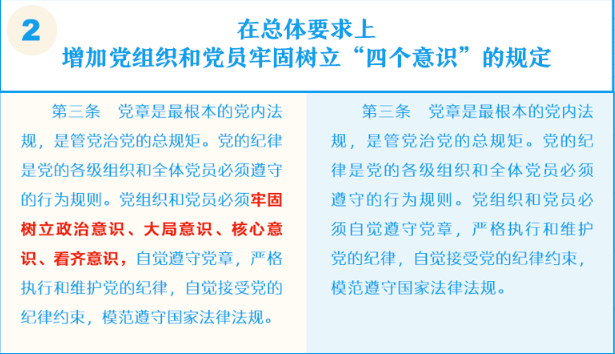 2
在总体要求上
增加党组织和党员牢固树立“四个意识”的规定
第三条 党章是最根本的党内法
规，是管党治党的总规矩。党的纪律
是党的各级组织和全体党员必须遵守
的行为规则。党组织和党员必须牢固
树立政治意识、大局意识、核心意
识、看齐意识，自觉遵守党章，严格
执行和维护党的纪律，自觉接受党的
纪律约束，模范遵守国家法律法规。
第三条 党章是最根本的党内法
规，是管党治党的总规矩。党的纪
律是党的各级组织和全体党员必须
遵守的行为规则。党组织和党员必
须自觉遵守党章，严格执行和维护
党的纪律，自觉接受党的纪律约束，
模范遵守国家法律法规。